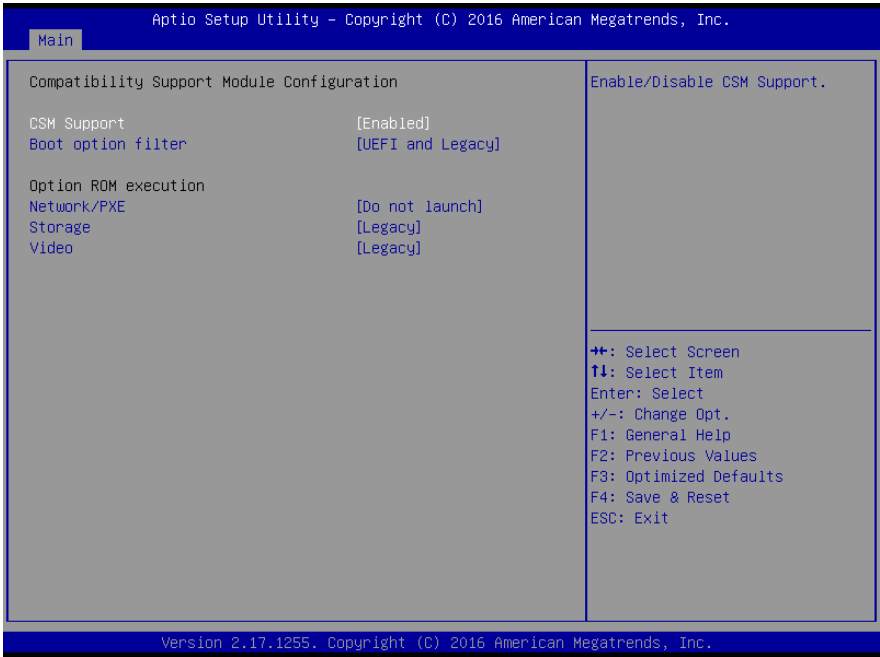 Aptio Setup Utility – Copyright (C) 2016 American Megatrends, Inc.
Main
Compatibility Support Module Configuration
CSM Support [Enabled]
Boot option filter [UEFI and Legacy]
Option ROM execution
Network/PXE [Do not launch]
Storage [Legacy]
Video [Legacy]
Enable/Disable CSM Support.
→←: Select Screen
↑↓: Select Item
Enter: Select
+/-: Change Opt.
F1: General Help
F2: Previous Values
F3: Optimized Defaults
F4: Save & Reset
ESC: Exit
Version 2.17.1255. Copyright (C) 2016 American Megatrends, Inc.